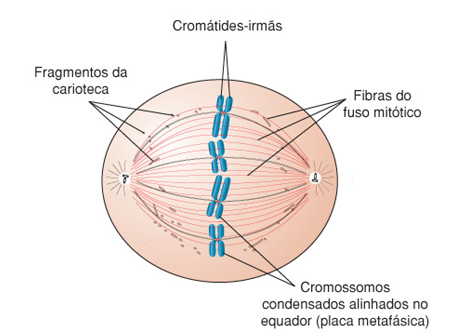 Cromátides-irmãs
Fragmentos da
carioteca
Fibras do
fuso mitótico
Cromossomos
condensados alinhados no
equador (placa metafásica)